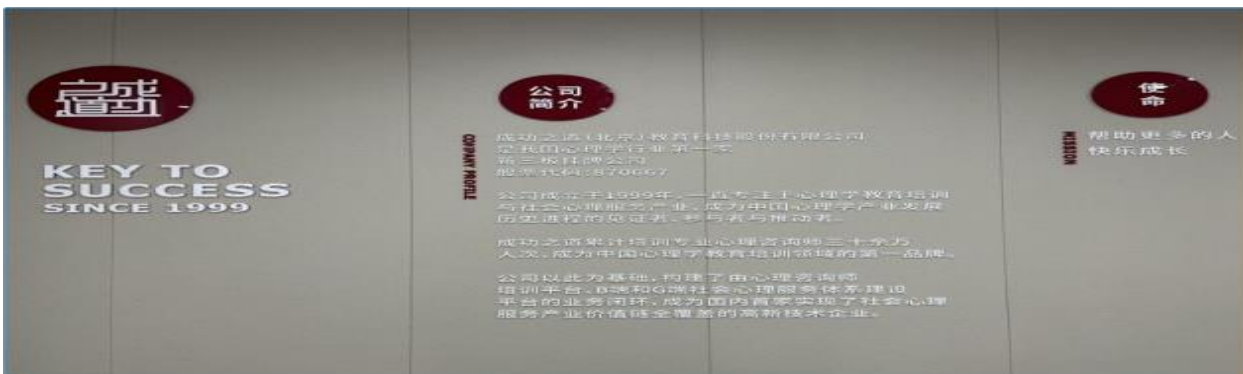 成功
之道
KEY TO
SUCCESS
SINCE 1999
公司
简介
COMPANY PROFILE
成功之道(北京)教育科技股份有限公司
是我国心理学行业第一家
新三板挂牌公司
股票代码:870667
公司成立于1999年,一直专注于心理学教育培训
与社会心理服务产业,成为中国心理学产业发展
历史进程的见证者、参与者与推动者。
成功之道累计培训专业心理咨询师三十余万
人次,成为中国心理学教育培训领域的第一品牌。
公司以此为基础,构建了由心理咨询师
培训平台、B端和G端社会心理服务体系建设
平台的业务闭环,成为国内首家实现了社会心理
服务产业价值链全覆盖的高新技术企业。
使
命
MISSION
帮助更多的人
快乐成长